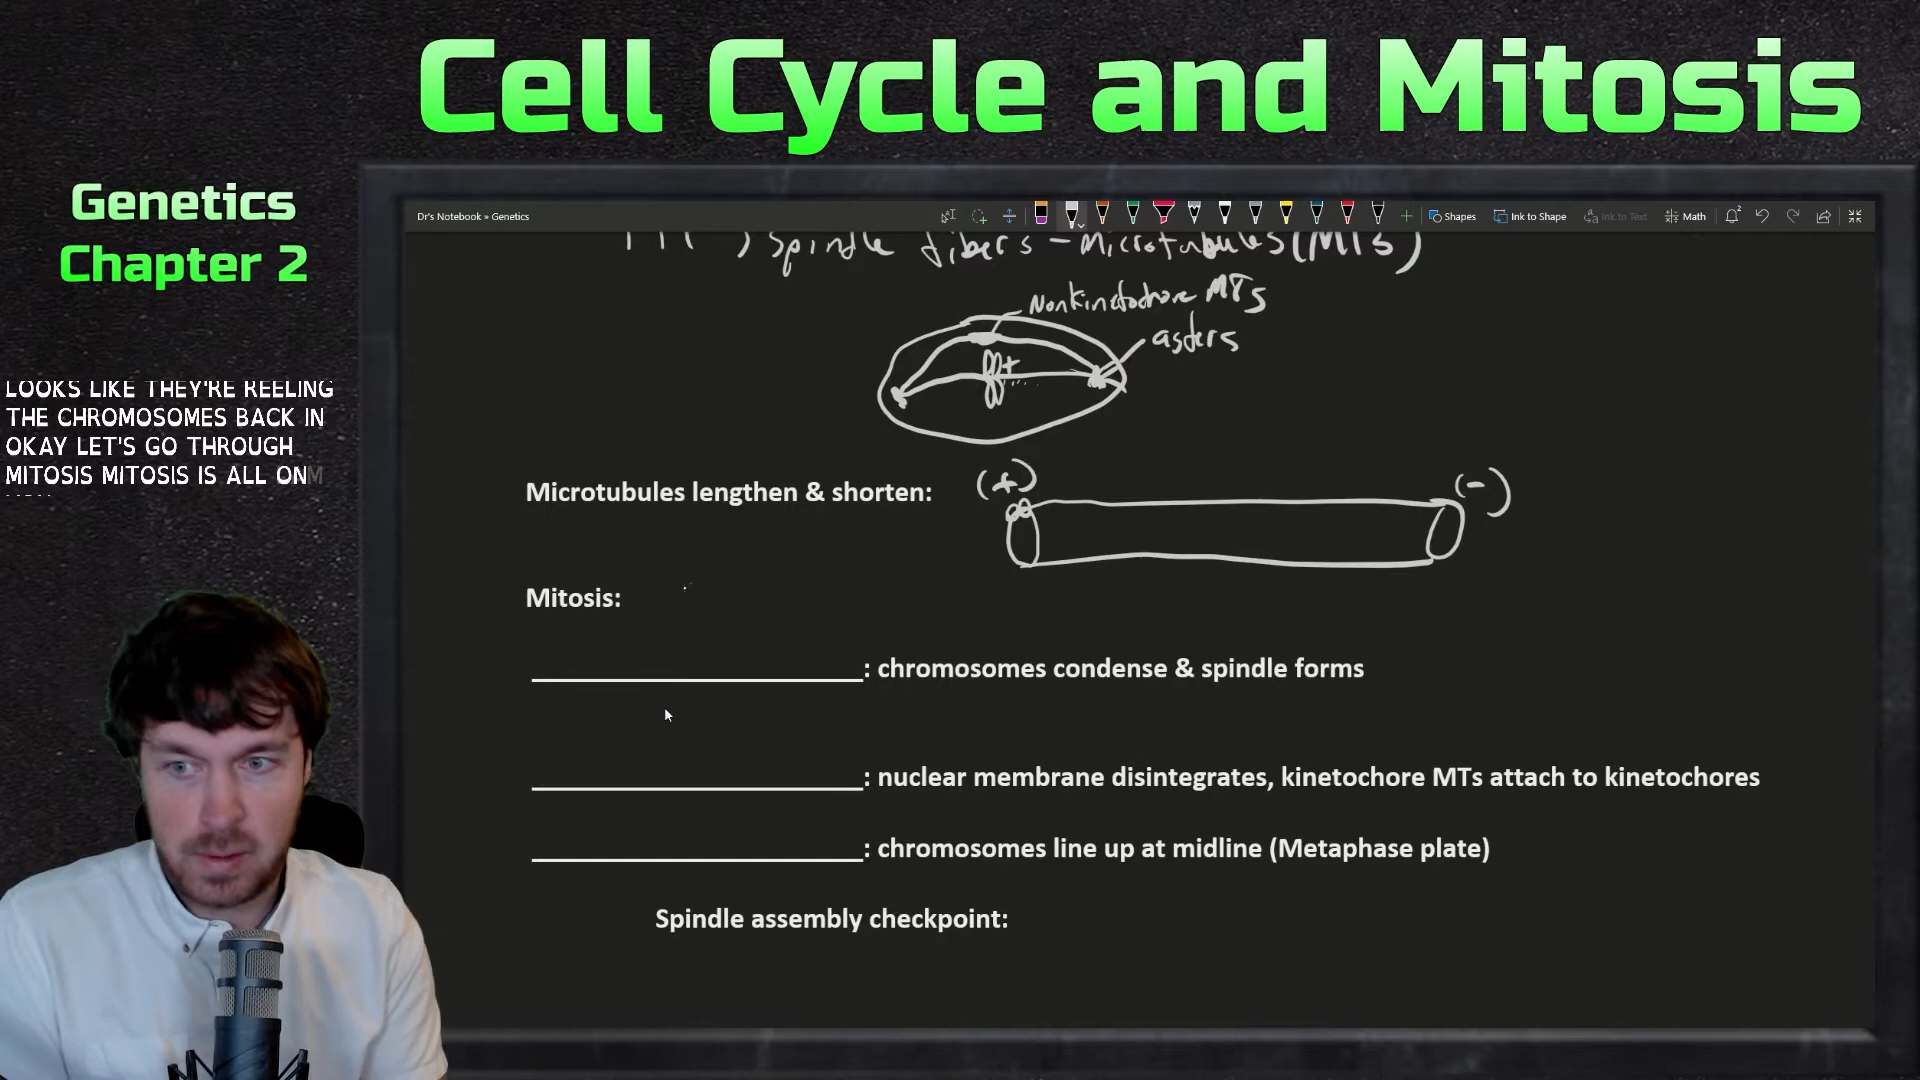 Cell Cycle and Mitosis
Genetics
Chapter 2
LOOKS LIKE THEY'RE REELING
THE CHROMOSOMES BACK IN
OKAY LET'S GO THROUGH
MITOSIS MITOSIS IS ALL ONM
Dr's Notebook » Genetics
Shapes
Ink to Shape
Ink to Text
Math
Spindle fibers - Microtubules (MTs)
Nonkinetochore MTs
asters
Microtubules lengthen & shorten:
(+)
(-)
Mitosis:
: chromosomes condense & spindle forms
: nuclear membrane disintegrates, kinetochore MTs attach to kinetochores
: chromosomes line up at midline (Metaphase plate)
Spindle assembly checkpoint: